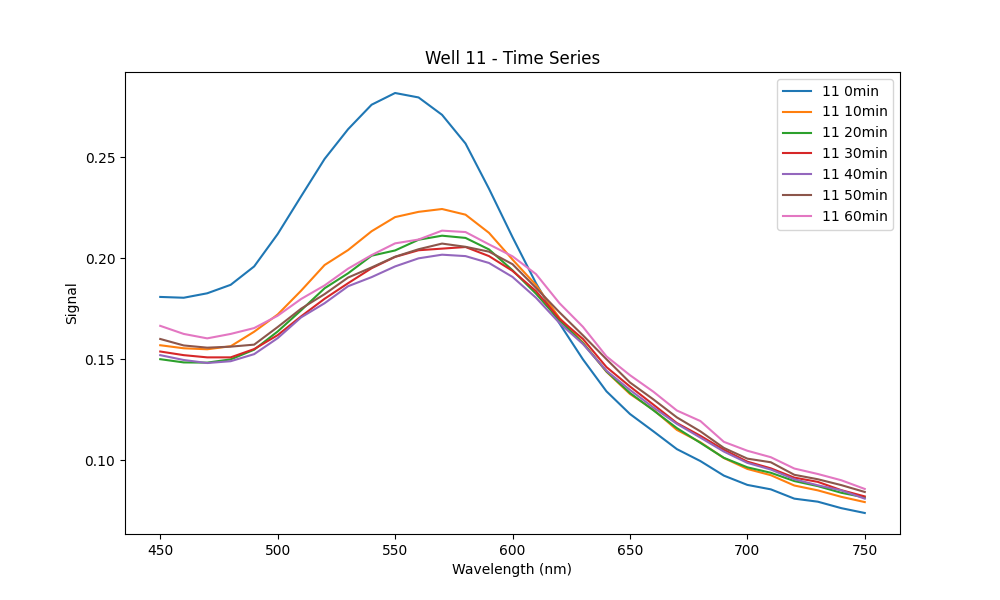 Well 11 - Time Series
11 0min
11 10min
11 20min
11 30min
11 40min
11 50min
11 60min
Signal
0.25
0.20
0.15
0.10
450 500 550 600 650 700 750
Wavelength (nm)